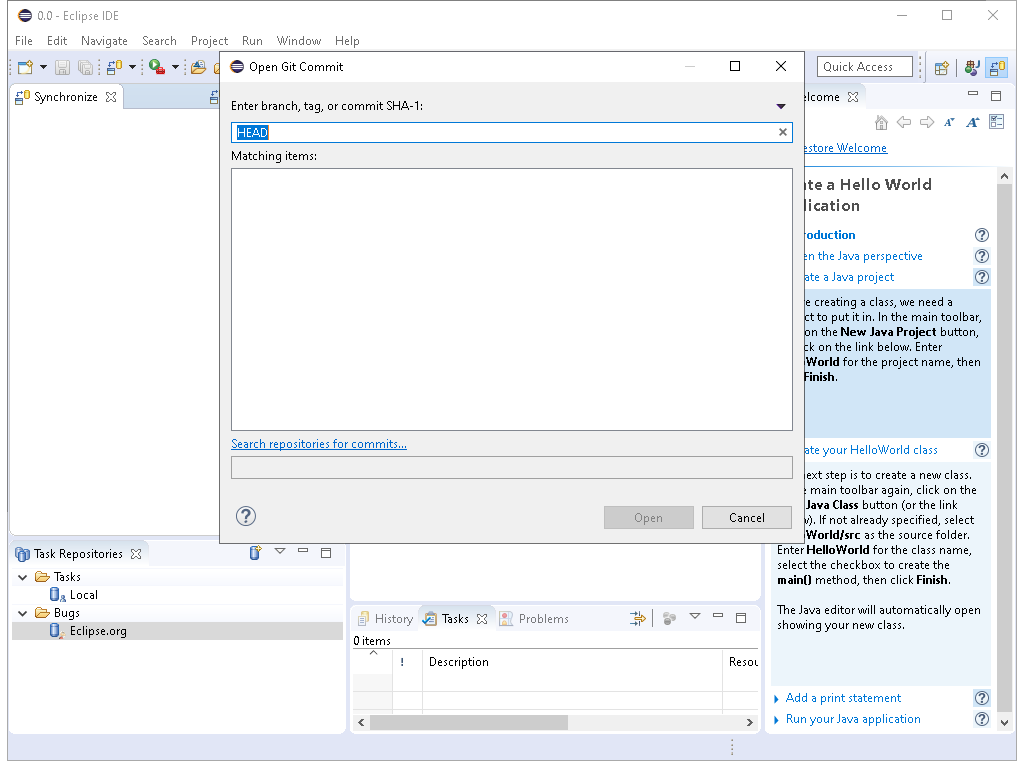 0.0 - Eclipse IDE
File Edit Navigate Search Project Run Window Help
Open Git Commit
Quick Access
Synchronize
Enter branch, tag, or commit SHA-1:
HEAD
Matching items:
Search repositories for commits...
Open Cancel
elcome
estore Welcome
te a Hello World
lication
roduction
en the Java perspective
ate a Java project
e creating a class, we need a
ct to put it in. In the main toolbar,
on the New Java Project button,
ck on the link below. Enter
World for the project name, then
Finish.
ate your HelloWorld class
ext step is to create a new class.
e main toolbar again, click on the
Java Class button (or the link
w). If not already specified, select
World/src as the source folder.
Enter HelloWorld for the class name,
select the checkbox to create the
main() method, then click Finish.
The Java editor will automatically open
showing your new class.
Add a print statement
Run your Java application
Task Repositories
Tasks
Local
Bugs
Eclipse.org
History Tasks Problems
0 items
! Description Resou